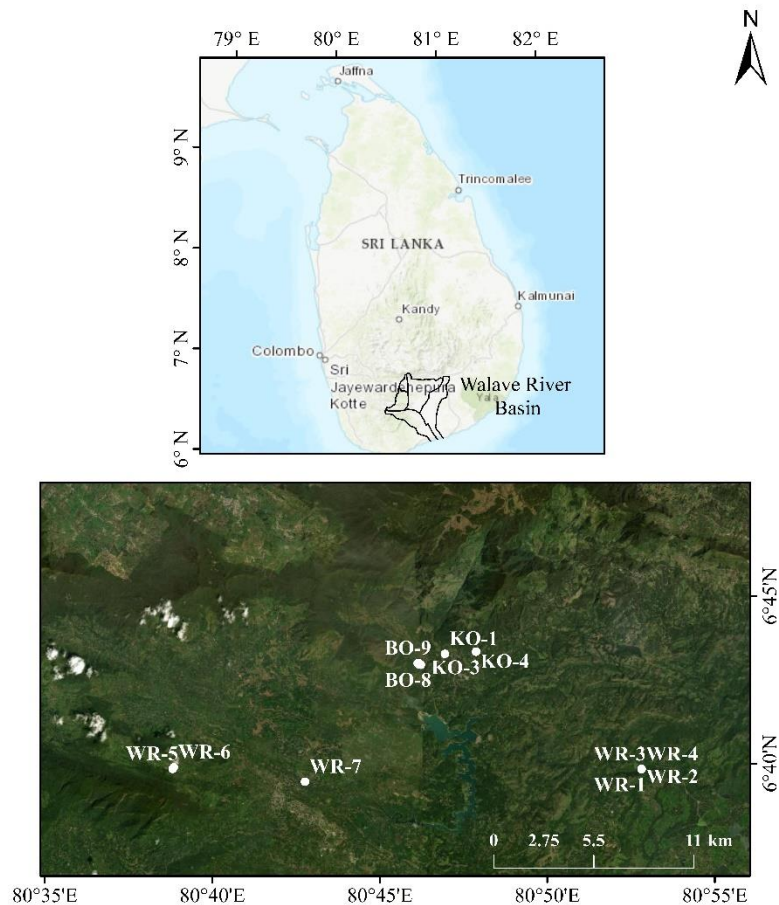 N
79° E 80° E 81° E 82° E
Jaffna
9° N
Trincomalee
8° N
SRI LANKA
Kalmunai
Kandy
7° N
Colombo
Sri
Jayewardenepura
Kotte
Walave River
Basin
Yala
6° N
6°45'N
KO-1
BO-9
KO-4
KO-3
BO-8
6°40'N
WR-5 WR-6
WR-7
WR-3 WR-4
WR-2
WR-1
0 2.75 5.5 11 km
80°35'E 80°40'E 80°45'E 80°50'E 80°55'E